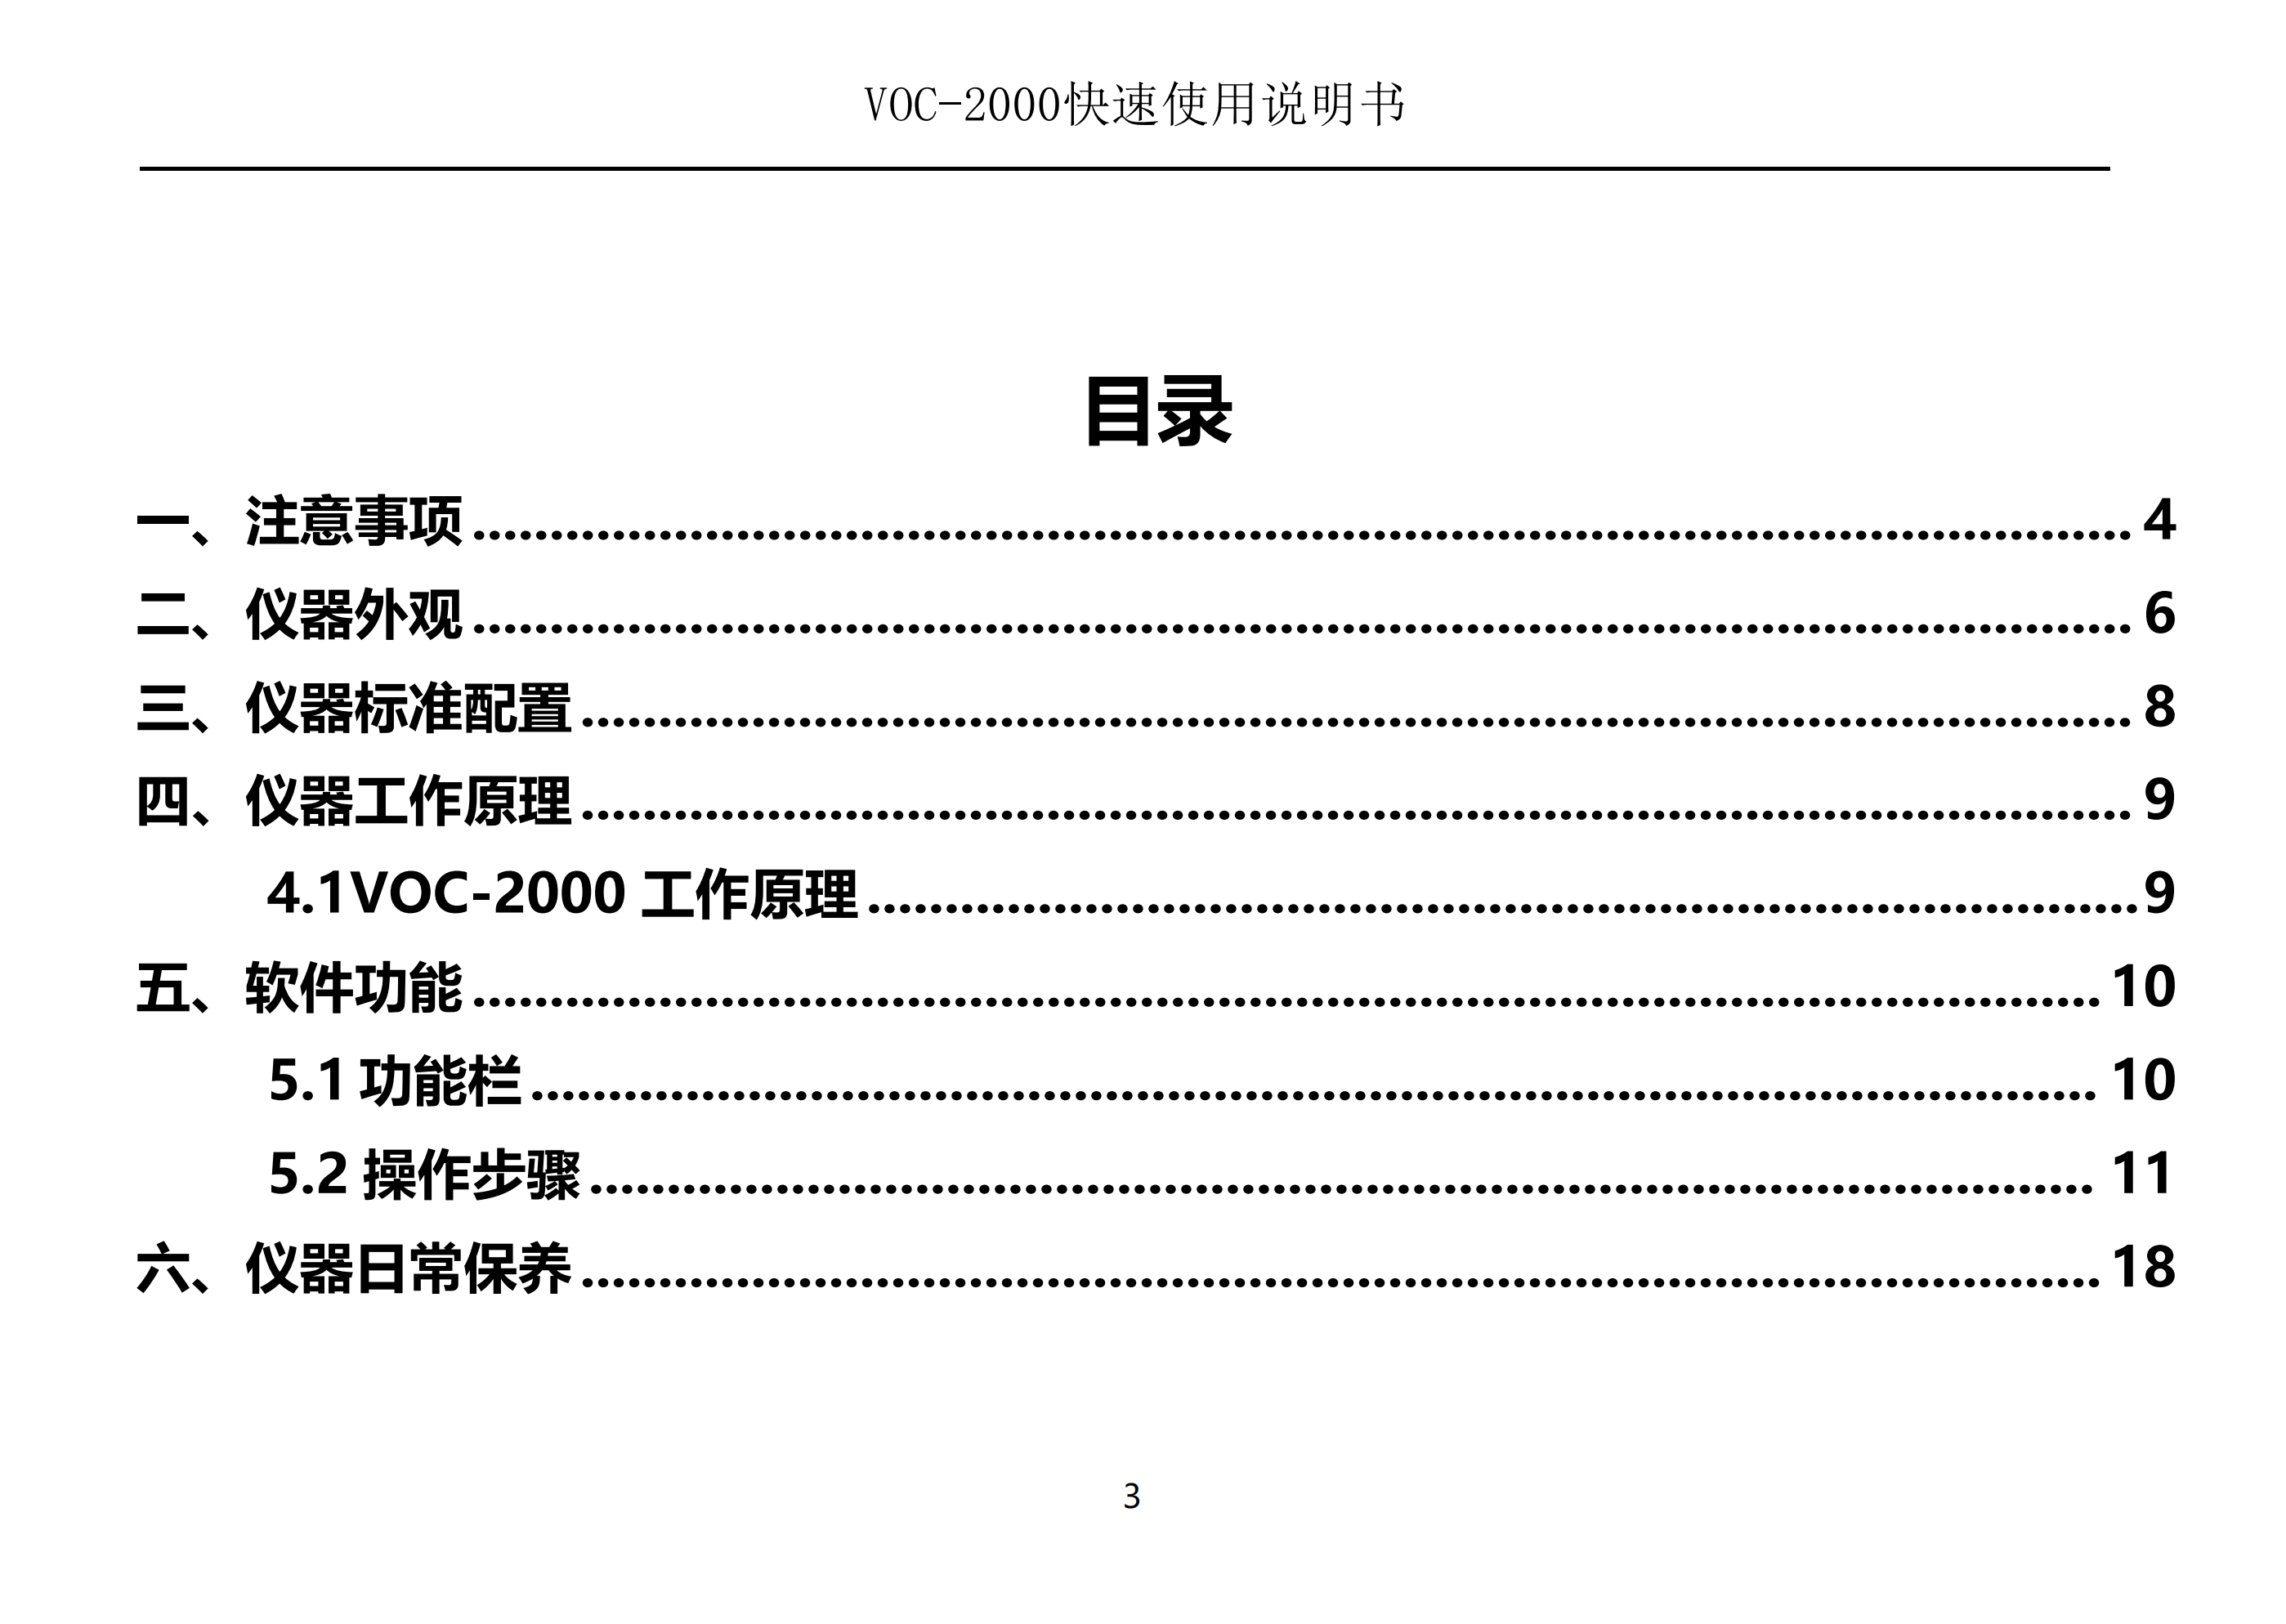 VOC-2000快速使用说明书
目录
一、注意事项........................................4
二、仪器外观........................................6
三、仪器标准配置........................................8
四、仪器工作原理........................................9
4.1VOC-2000 工作原理........................................9
五、软件功能........................................10
5.1 功能栏........................................10
5.2 操作步骤........................................11
六、仪器日常保养........................................18
3